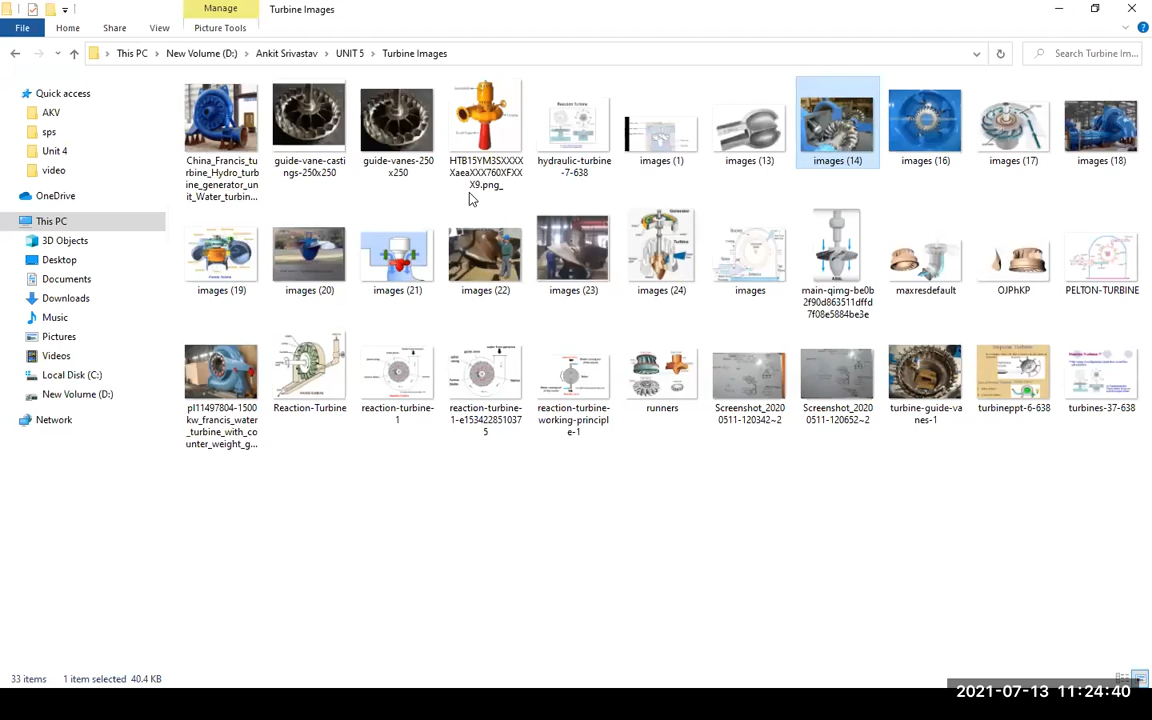 Manage
Turbine Images
File
Home
Share
View
Picture Tools
This PC
New Volume (D:)
Ankit Srivastav
UNIT 5
Turbine Images
Search Turbine Im...
Quick access
AKV
sps
Unit 4
video
OneDrive
This PC
3D Objects
Desktop
Documents
Downloads
Music
Pictures
Videos
Local Disk (C:)
New Volume (D:)
Network
China_Francis_tu
rbine_Hydro_turb
ine_generator_un
it_Water_turbin...
guide-vane-casti
ngs-250x250
guide-vanes-250
x250
HTB15YM3SXXXX
XaeaXXX760XFXX
X9.png_
hydraulic-turbine
-7-638
images (1)
images (13)
images (14)
images (16)
images (17)
images (18)
images (19)
images (20)
images (21)
images (22)
images (23)
images (24)
images
main-qimg-be0b
2f90d863511dffd
7f08e5884be3e
maxresdefault
OJPhKP
PELTON-TURBINE
pl11497804-1500
kw_francis_water
_turbine_with_co
unter_weight_g...
Reaction-Turbine
reaction-turbine-
1
reaction-turbine-
1-e153422851037
5
reaction-turbine-
working-principl
e-1
runners
Screenshot_2020
0511-120342~2
Screenshot_2020
0511-120652~2
turbine-guide-va
nes-1
turbineppt-6-638
turbines-37-638
33 items
1 item selected 40.4 KB
2021-07-13 11:24:40